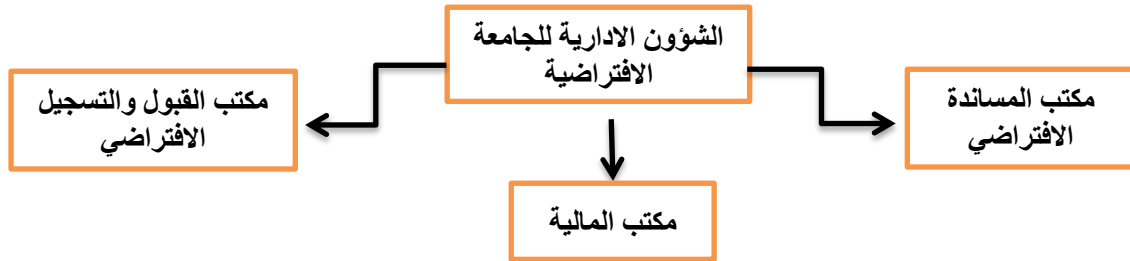 الشؤون الادارية للجامعة
الافتراضية
مكتب المساندة
الافتراضي
مكتب القبول والتسجيل
الافتراضي
مكتب المالية